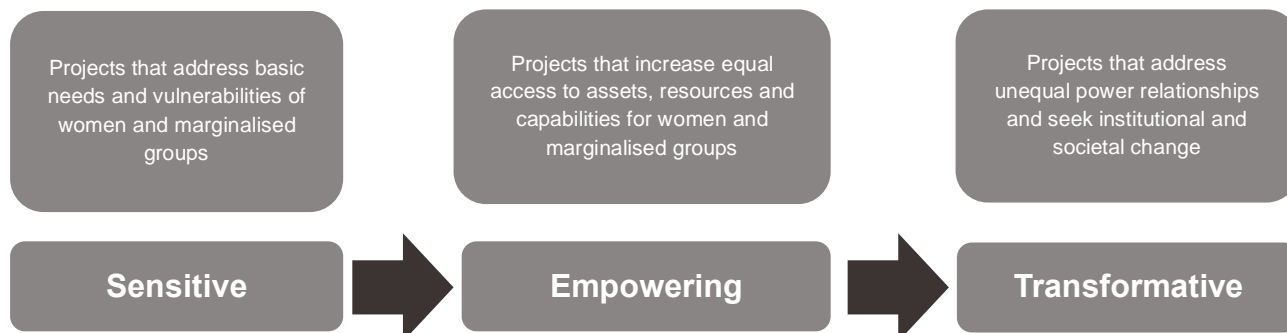 Projects that address basic
needs and vulnerabilities of
women and marginalised
groups
Projects that increase equal
access to assets, resources and
capabilities for women and
marginalised groups
Projects that address
unequal power relationships
and seek institutional and
societal change
Sensitive
Empowering
Transformative